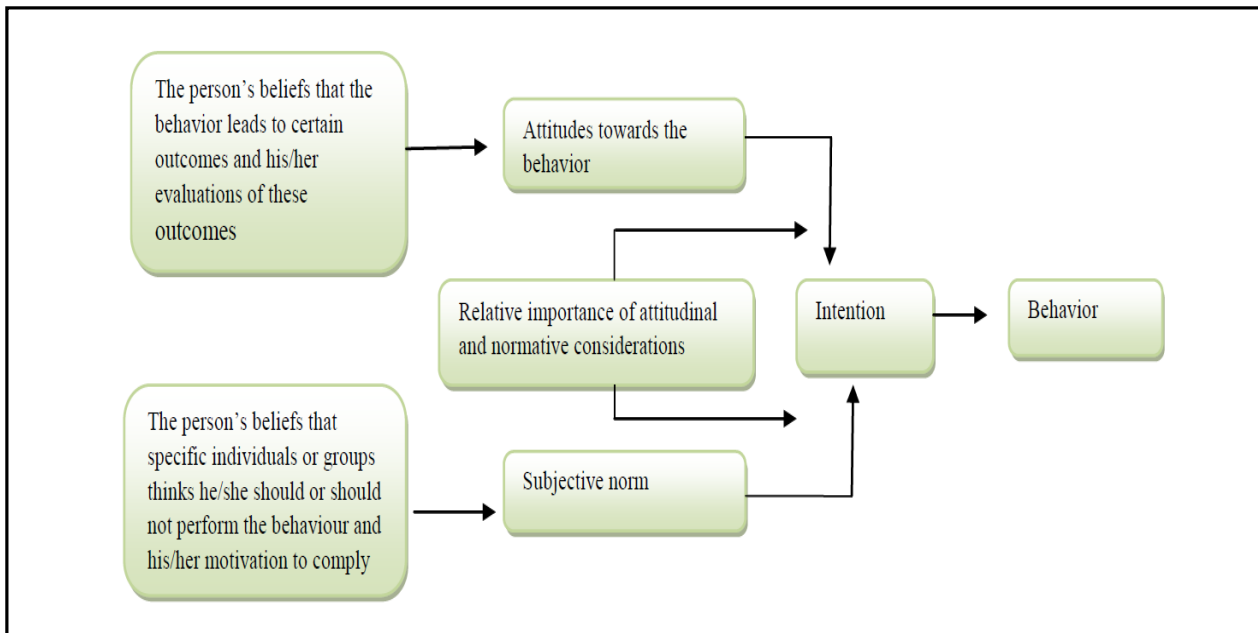 The person’s beliefs that the
behavior leads to certain
outcomes and his/her
evaluations of these
outcomes
Attitudes towards the
behavior
Relative importance of attitudinal
and normative considerations
Intention
Behavior
The person’s beliefs that
specific individuals or groups
thinks he/she should or should
not perform the behaviour and
his/her motivation to comply
Subjective norm